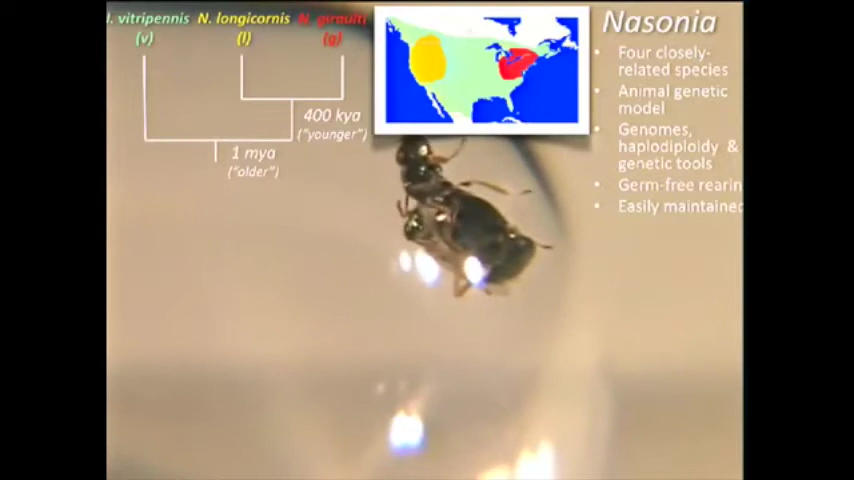 . vitripennis N. longicornis N. giraulti
(v) (l) (g)
400 kya
("younger")
1 mya
("older")
Nasonia
• Four closely-
related species
• Animal genetic
model
• Genomes,
haplodiploidy &
genetic tools
• Germ-free rearin
• Easily maintained